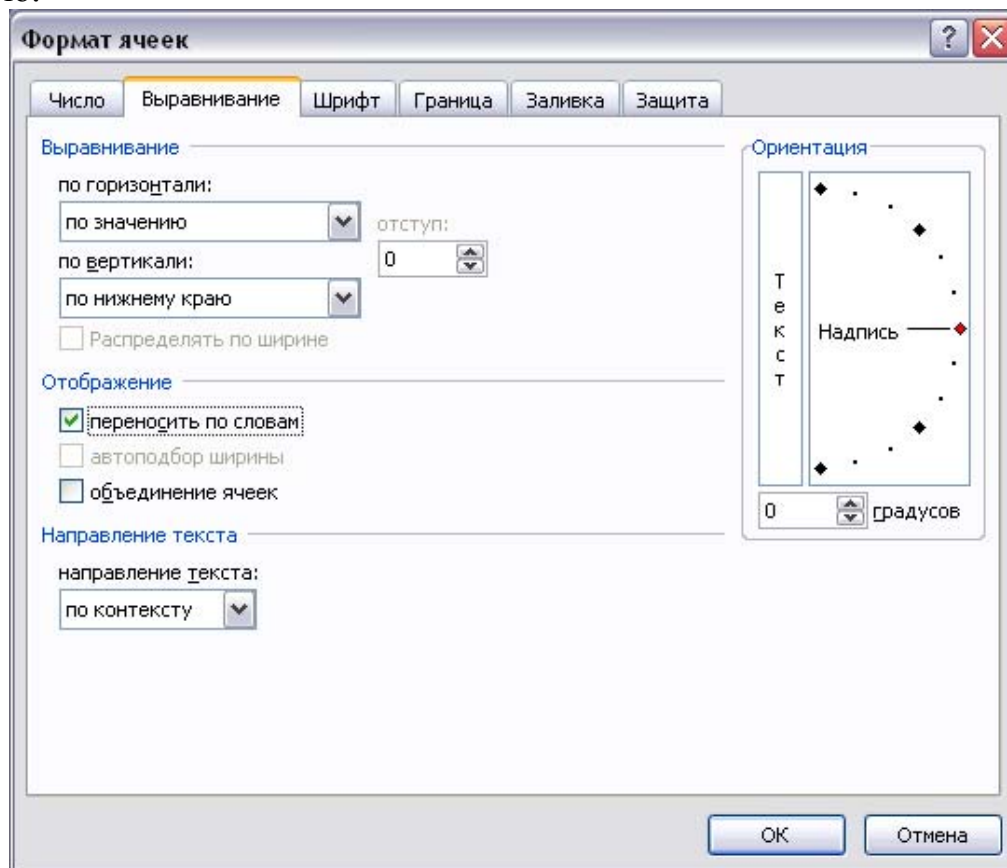 Формат ячеек
Число Выравнивание Шрифт Граница Заливка Защита
Выравнивание
по горизонтали:
по значению
отступ:
0
по вертикали:
по нижнему краю
Распределять по ширине
Отображение
переносить по словам
автоподбор ширины
объединение ячеек
Направление текста
направление текста:
по контексту
Ориентация
Текст
Надпись
0 градусов
ОК Отмена